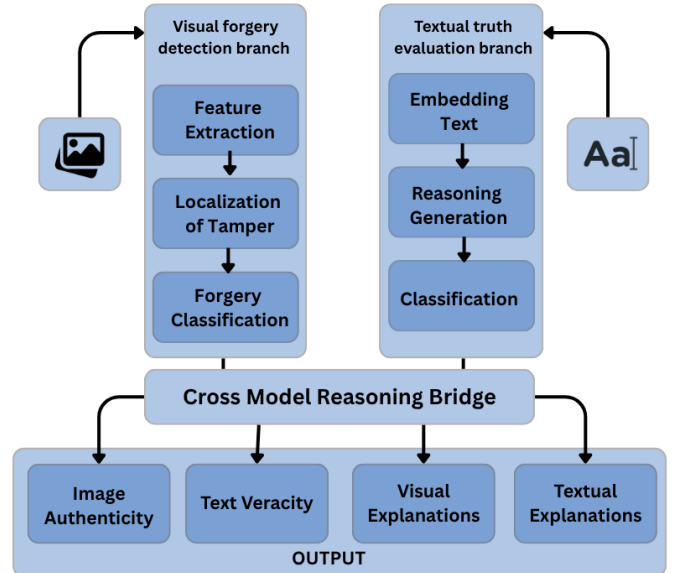 Visual forgery
detection branch
Feature
Extraction
Localization
of Tamper
Forgery
Classification
Textual truth
evaluation branch
Embedding
Text
Reasoning
Generation
Classification
Aa
Cross Model Reasoning Bridge
Image
Authenticity
Text Veracity
Visual
Explanations
Textual
Explanations
OUTPUT